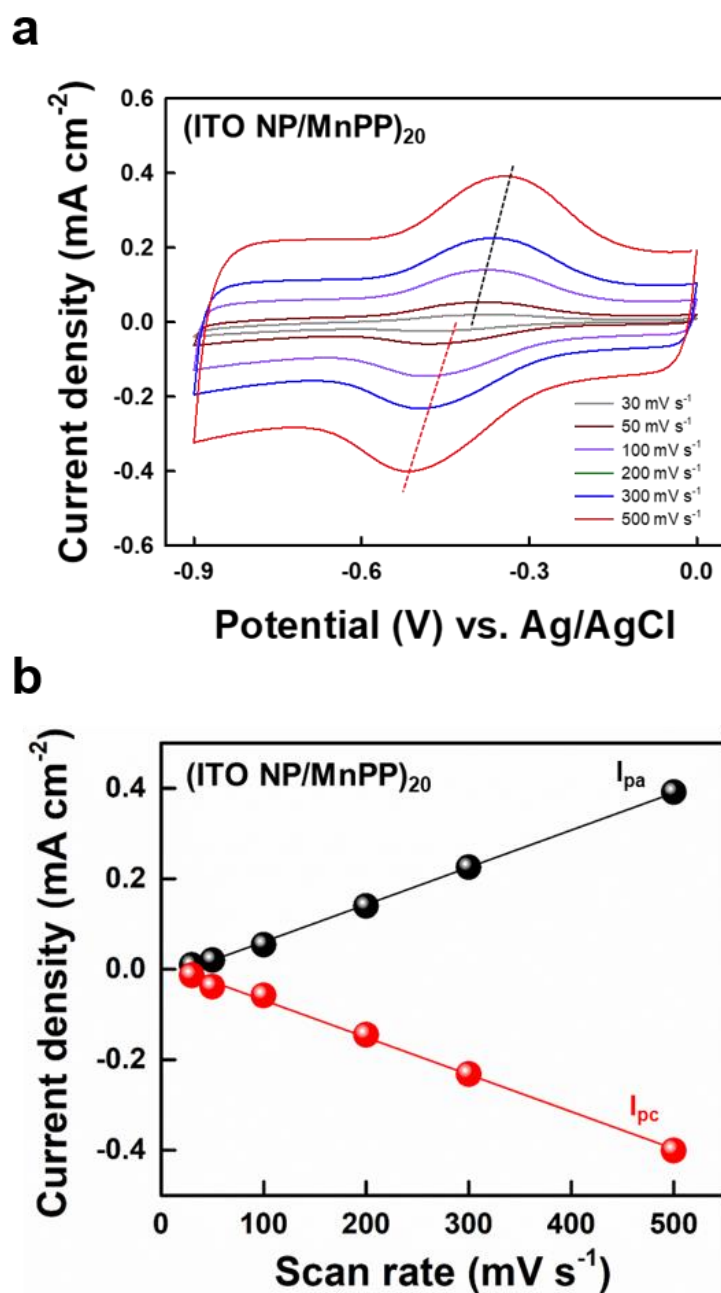 a
(ITO NP/MnPP)20
Current density (mA cm-2)
0.6
0.4
0.2
0.0
-0.2
-0.4
-0.6
30 mV s-1
50 mV s-1
100 mV s-1
200 mV s-1
300 mV s-1
500 mV s-1
-0.9
-0.6
-0.3
0.0
Potential (V) vs. Ag/AgCl
b
(ITO NP/MnPP)20
Current density (mA cm-2)
0.4
0.2
0.0
-0.2
-0.4
Ipa
Ipc
0
100
200
300
400
500
Scan rate (mV s-1)